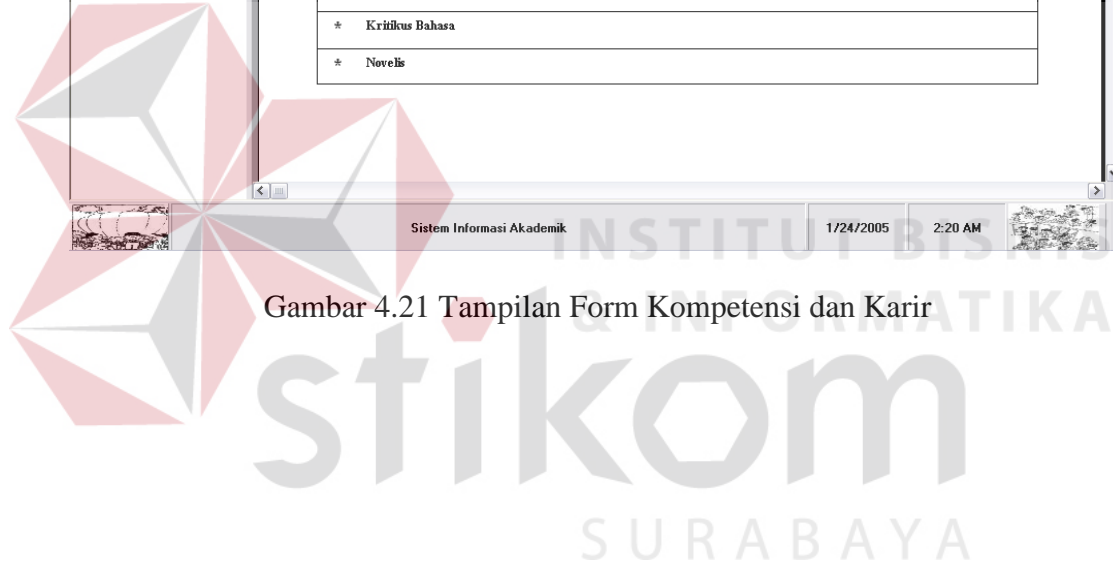 * Kritikus Bahasa
* Novelis
Sistem Informasi Akademik 1/24/2005 2:20 AM
INSTITUT BISNIS
Gambar 4.21 Tampilan Form Kompetensi dan Karir
& INFORMATIKA
stikom
SURABAYA